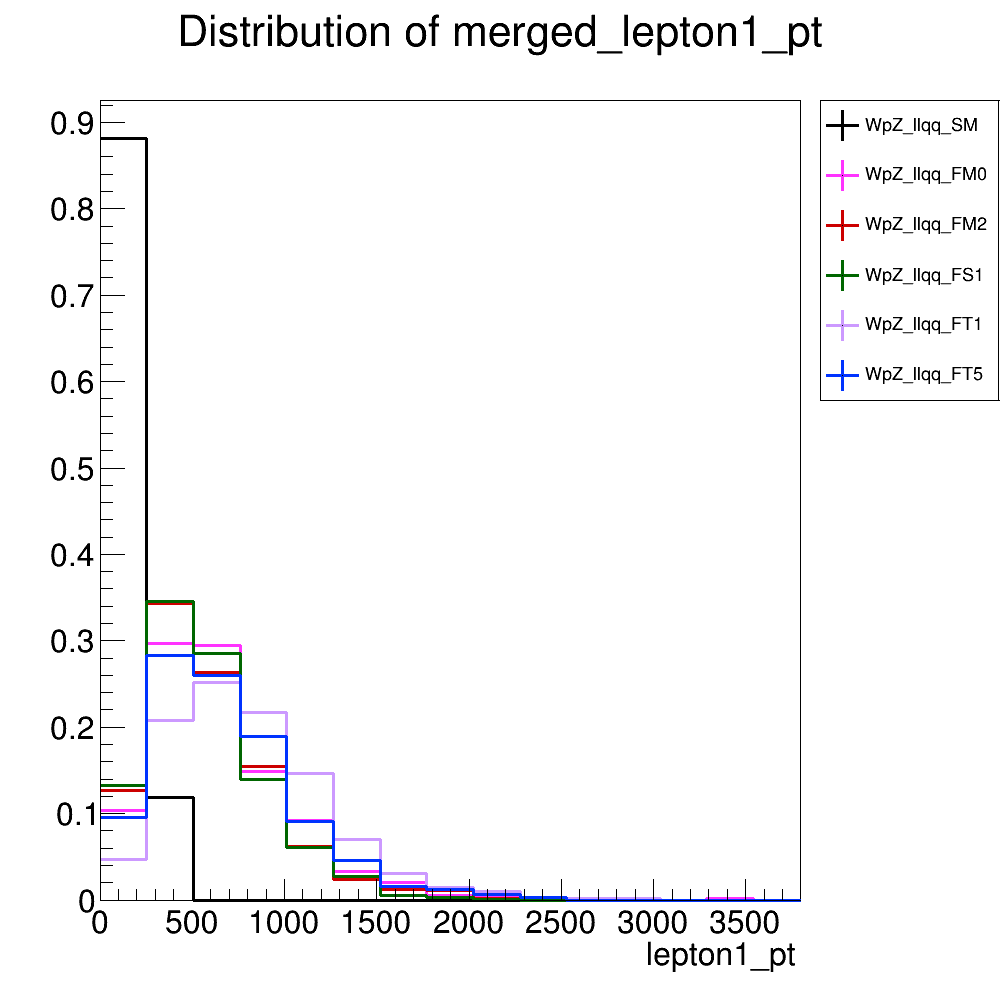 Distribution of merged_lepton1_pt
0.9
0.8
0.7
0.6
0.5
0.4
0.3
0.2
0.1
0
0 500 1000 1500 2000 2500 3000 3500
lepton1_pt
WpZ_llqq_SM
WpZ_llqq_FM0
WpZ_llqq_FM2
WpZ_llqq_FS1
WpZ_llqq_FT1
WpZ_llqq_FT5